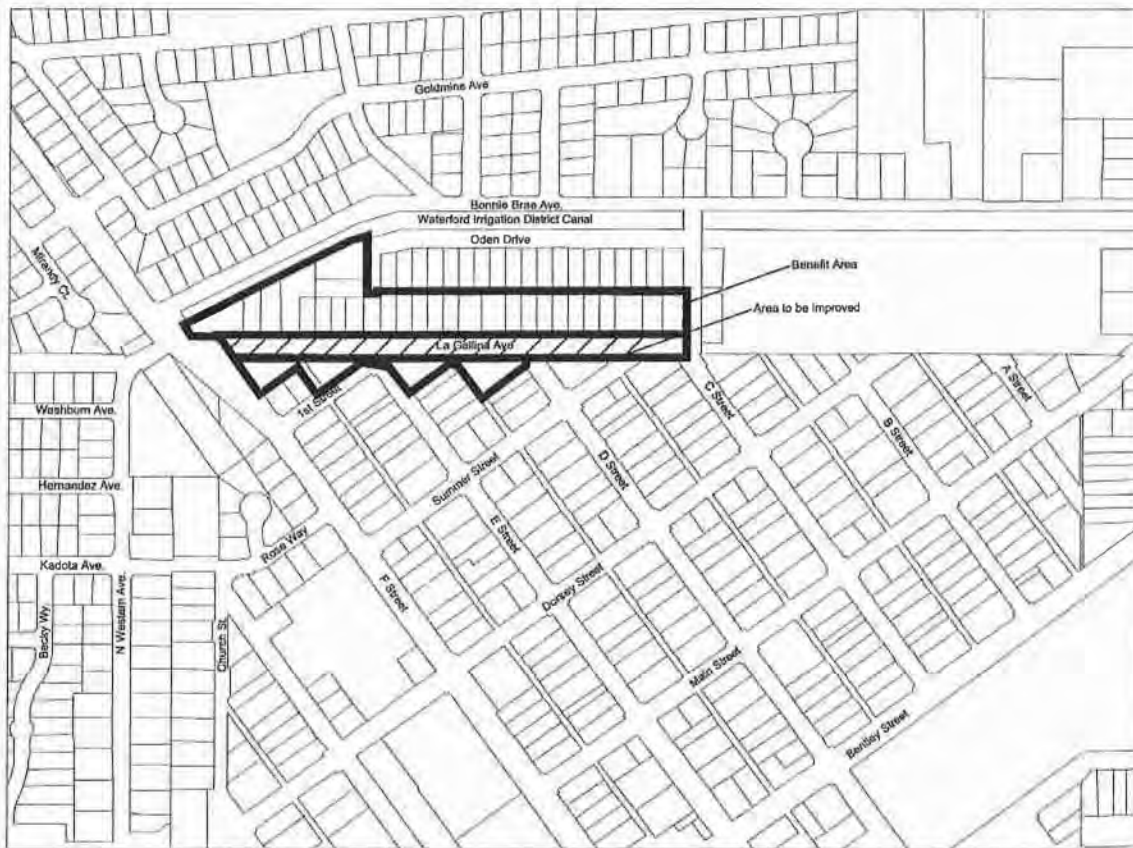 Goldmine Ave
Bonnie Brae Ave.
Waterford Irrigation District Canal
Oden Drive
Mirandy Ct.
Benefit Area
Area to be improved
La Gallina Ave
1st Street
A Street
C Street
B Street
Washburn Ave.
Summer Street
D Street
Hernandez Ave.
E Street
Rose Way
Kadota Ave.
F Street
Dorsey Street
Becky Wy
N Western Ave.
Church St.
Main Street
Bentley Street